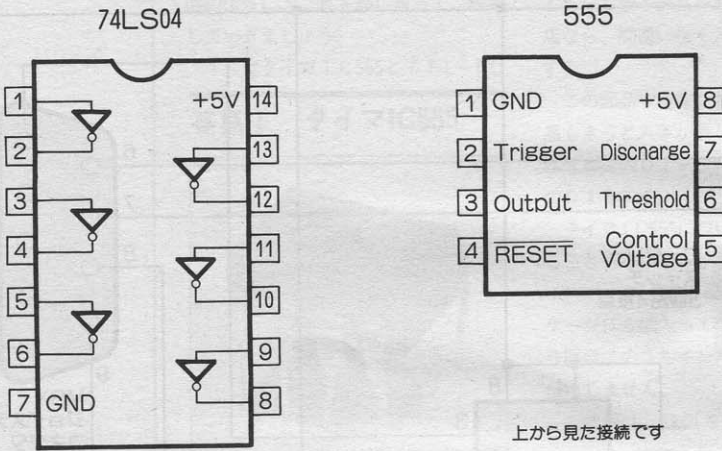 74LS04
1
2
3
4
5
6
7 GND
+5V 14
13
12
11
10
9
8
555
1 GND
2 Trigger
3 Output
4 RESET
+5V 8
Discnarge 7
Threshold 6
Control
Voltage 5
上から見た接続です